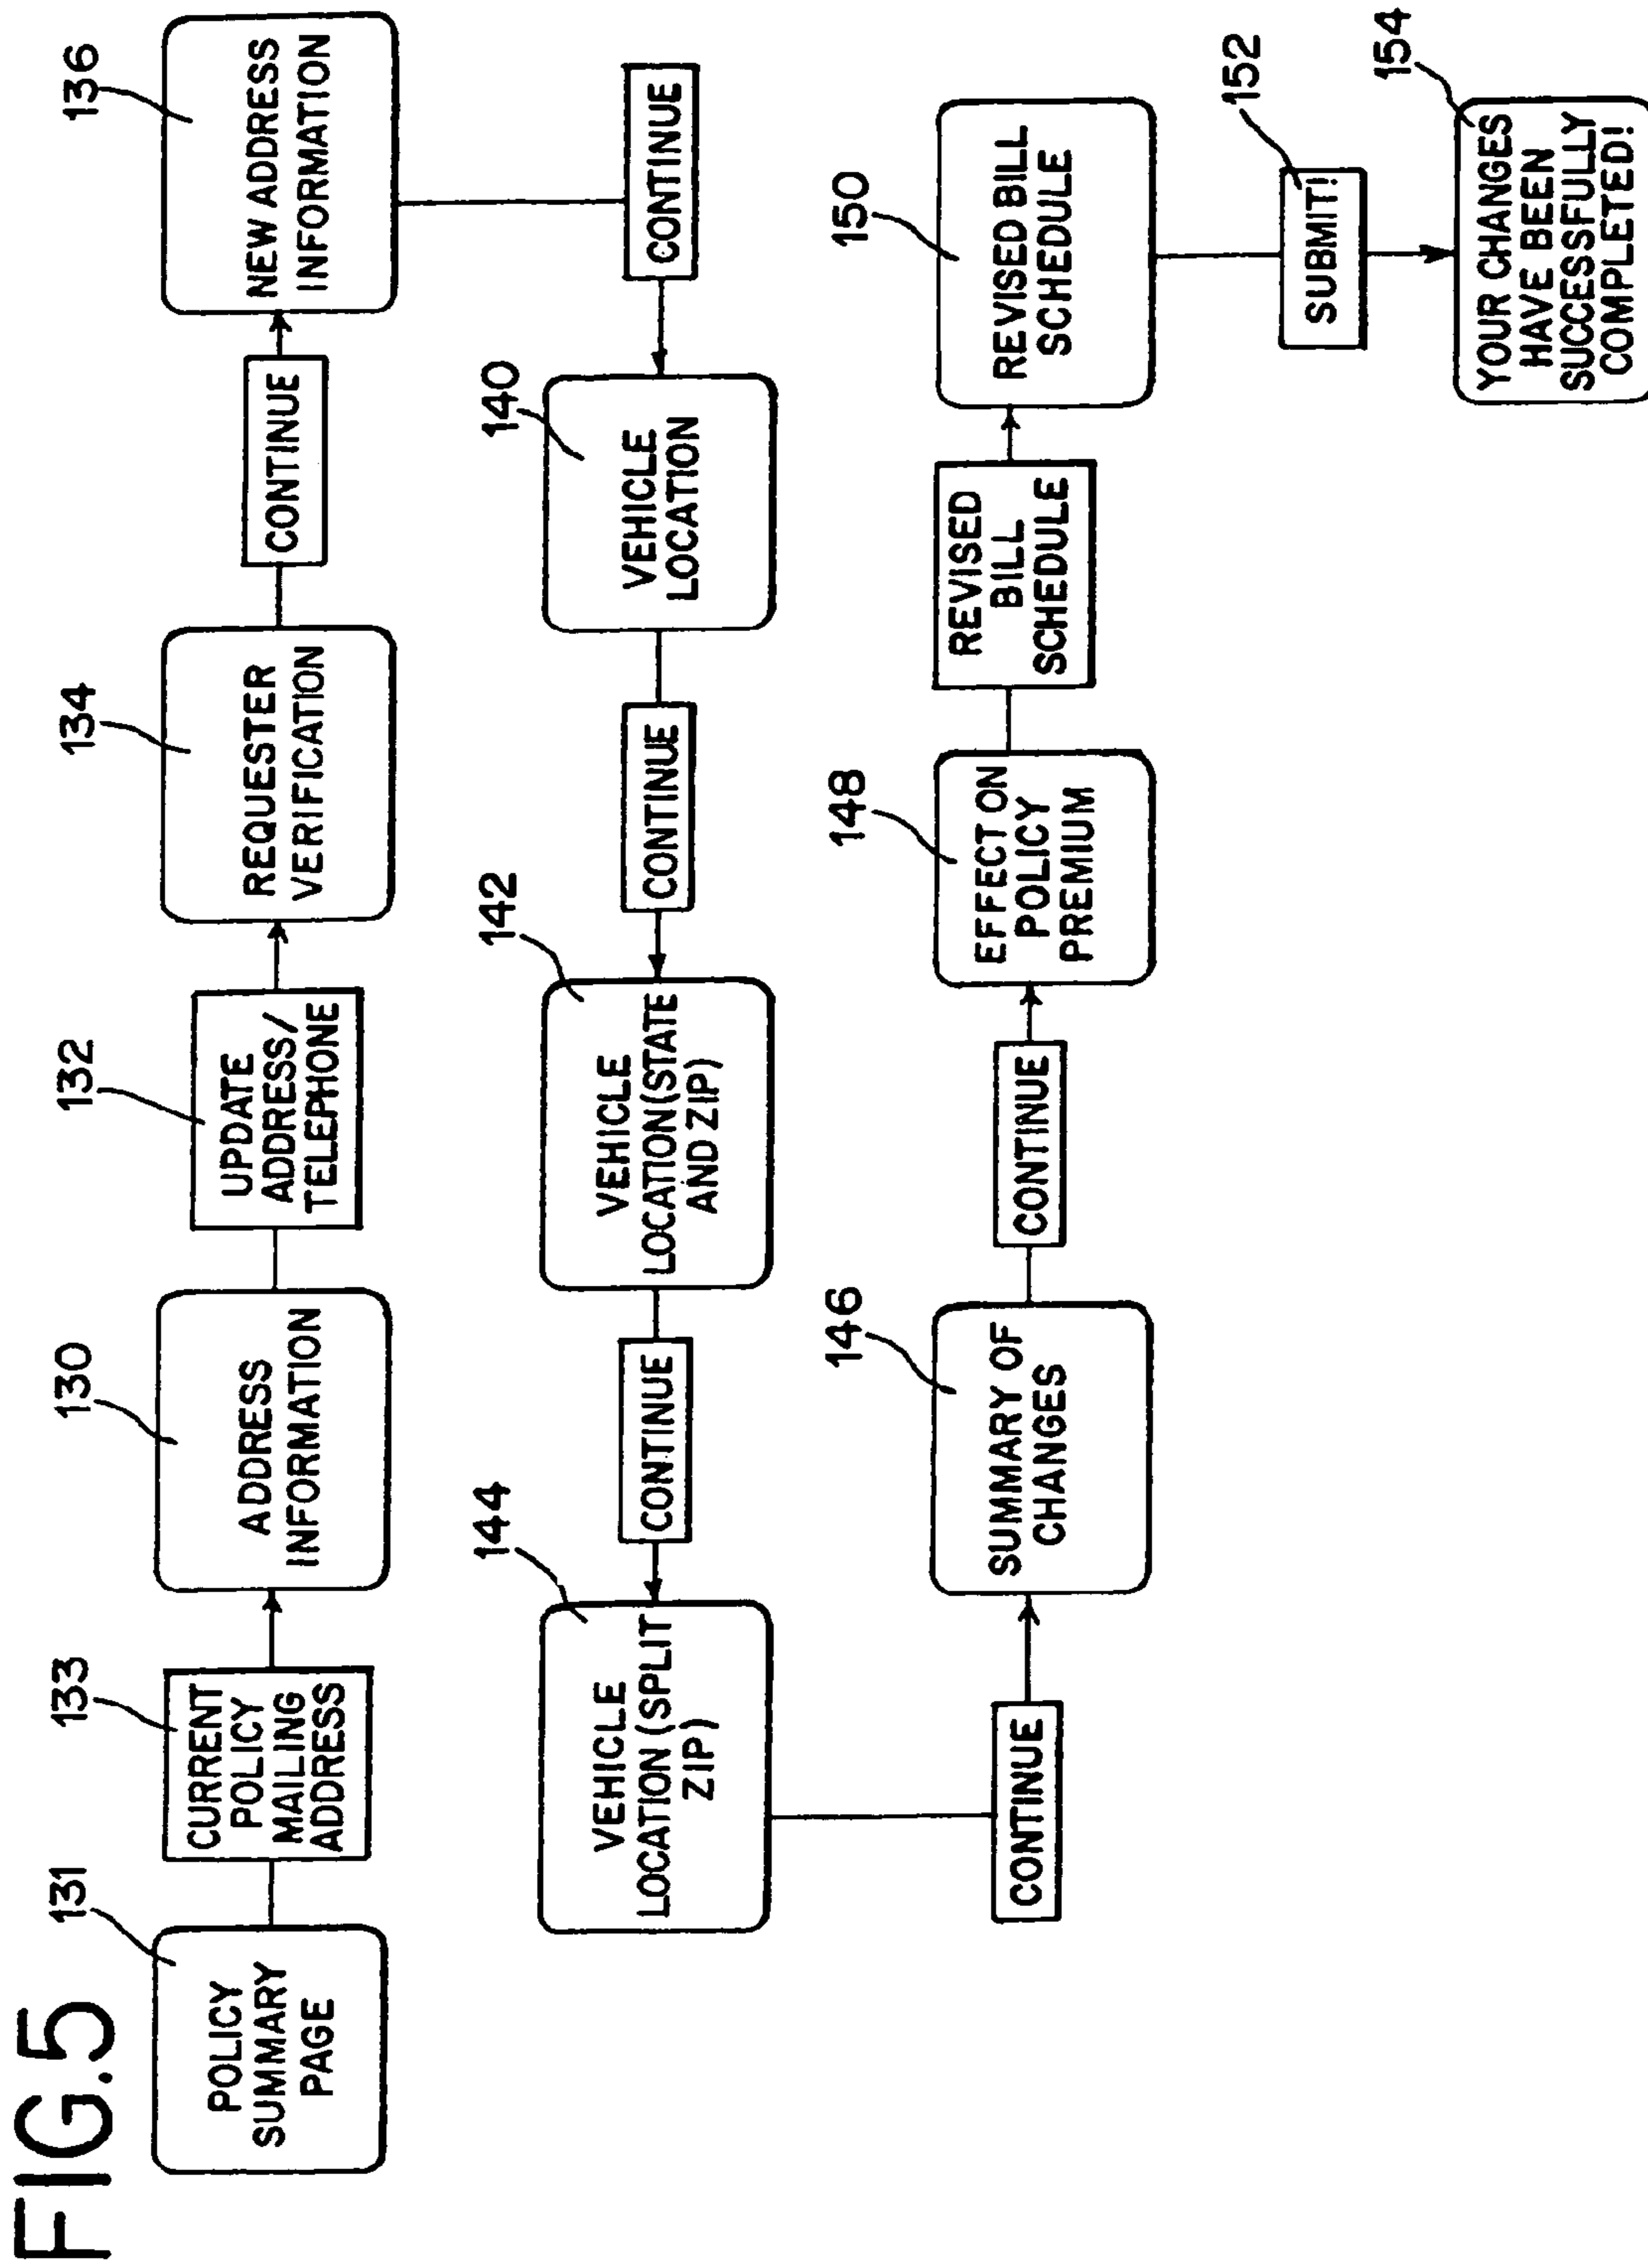 FIG.5
131
POLICY
SUMMARY
PAGE
133
CURRENT
POLICY
MAILING
ADDRESS
130
ADDRESS
INFORMATION
132
UPDATE
ADDRESS/
TELEPHONE
134
REQUESTER
VERIFICATION
CONTINUE
136
NEW ADDRESS
INFORMATION
CONTINUE
140
VEHICLE
LOCATION
CONTINUE
142
VEHICLE
LOCATION(STATE
AND ZIP)
CONTINUE
144
VEHICLE
LOCATION(SPLIT
ZIP)
CONTINUE
146
SUMMARY OF
CHANGES
CONTINUE
148
EFFECT ON
POLICY
PREMIUM
REVISED
BILL
SCHEDULE
150
REVISED BILL
SCHEDULE
152
SUBMIT!
154
YOUR CHANGES
HAVE BEEN
SUCCESSFULLY
COMPLETED!